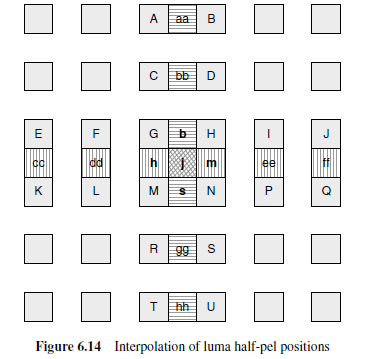 A aa B
C bb D
E F G b H I J
cc dd h j m ee ff
K L M s N P Q
R gg S
T hh U
Figure 6.14 Interpolation of luma half-pel positions